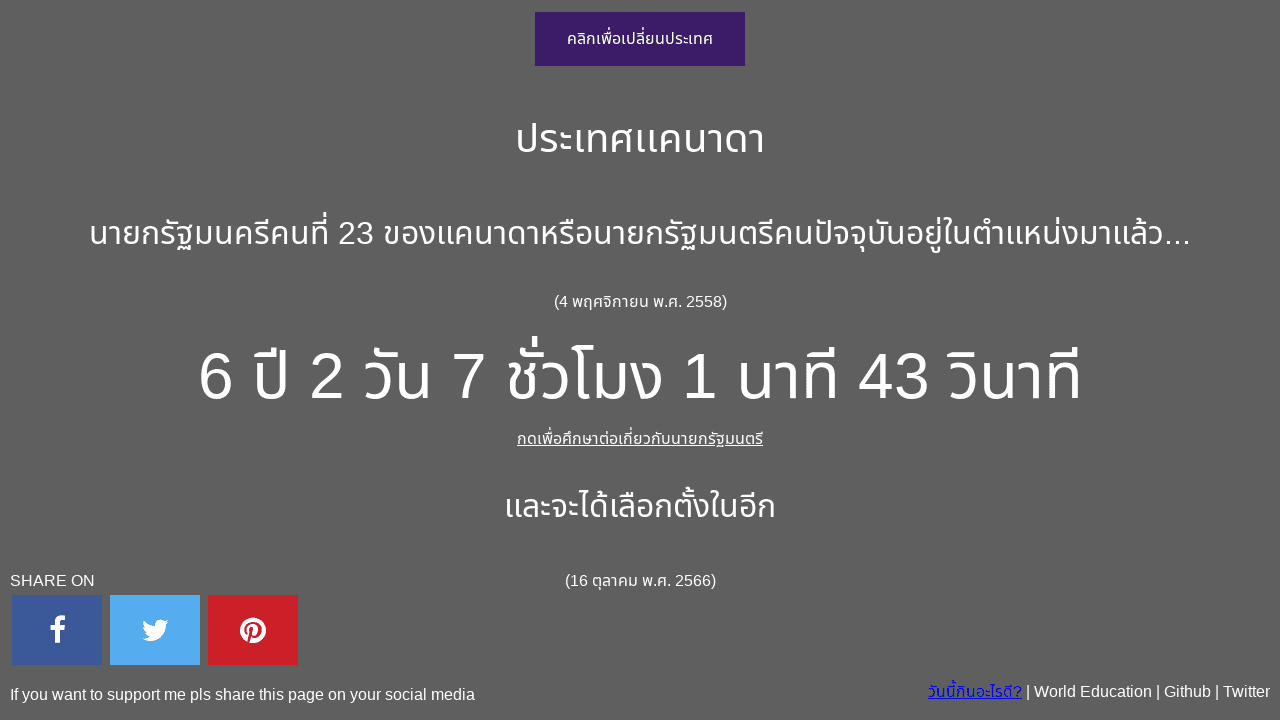 คลิกเพื่อเปลี่ยนประเทศ
ประเทศแคนาดา
นายกรัฐมนครีคนที่ 23 ของแคนาดาหรือนายกรัฐมนตรีคนปัจจุบันอยู่ในตำแหน่งมาแล้ว...
(4 พฤศจิกายน พ.ศ. 2558)
6 ปี 2 วัน 7 ชั่วโมง 1 นาที 43 วินาที
กดเพื่อศึกษาต่อเกี่ยวกับนายกรัฐมนตรี
และจะได้เลือกตั้งในอีก
(16 ตุลาคม พ.ศ. 2566)
SHARE ON
If you want to support me pls share this page on your social media
วันนี้กินอะไรดี? | World Education | Github | Twitter